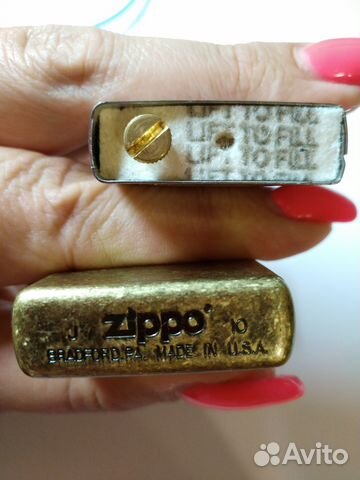 LIFT TO FILL
LIFT TO FILL
LIFT TO FILL
J zippo® 10
BRADFORD, PA. MADE IN U.S.A.
Avito